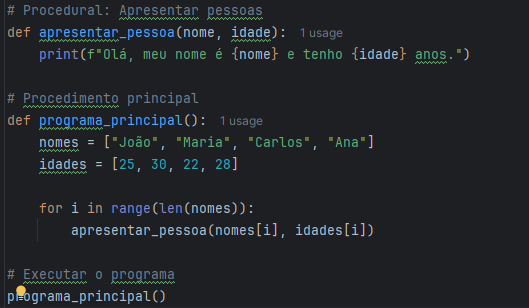 # Procedural: Apresentar pessoas
def apresentar_pessoa(nome, idade): 1 usage
    print(f"Olá, meu nome é {nome} e tenho {idade} anos.")
# Procedimento principal
def programa_principal(): 1 usage
    nomes = ["João", "Maria", "Carlos", "Ana"]
    idades = [25, 30, 22, 28]
    for i in range(len(nomes)):
        apresentar_pessoa(nomes[i], idades[i])
# Executar o programa
programa_principal()